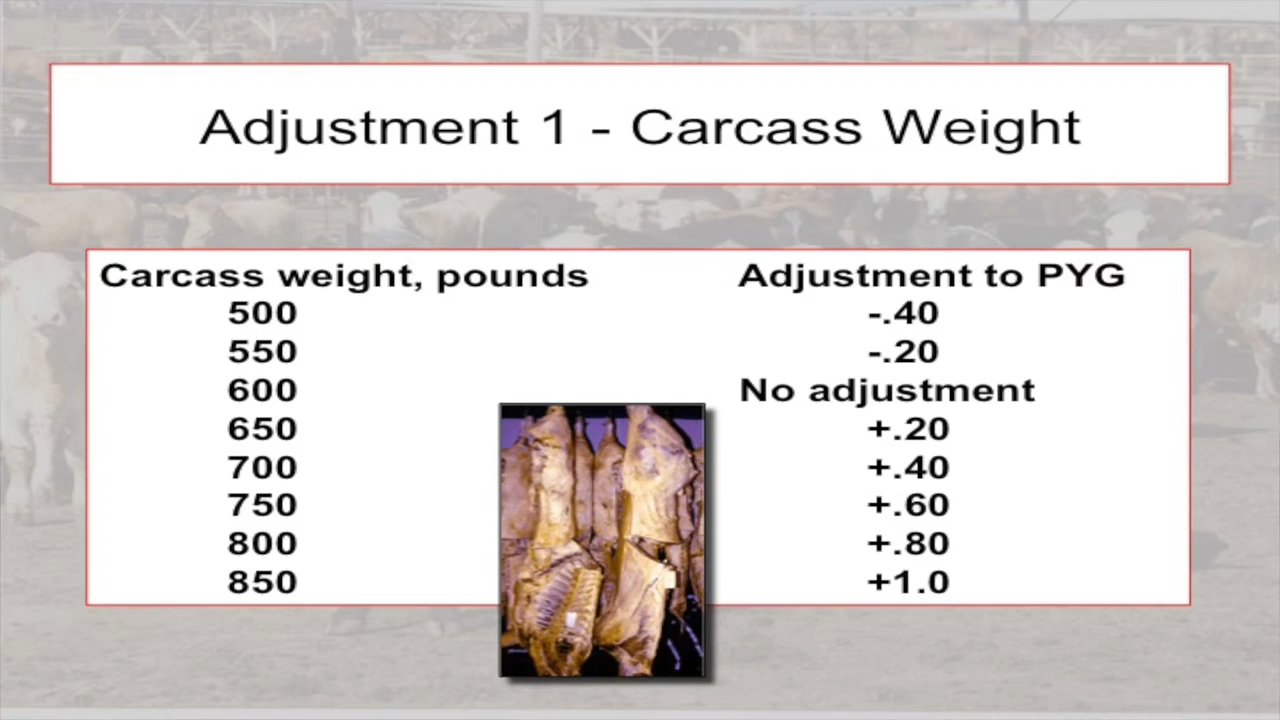 Adjustment 1 - Carcass Weight
Carcass weight, pounds Adjustment to PYG
500 -.40
550 -.20
600 No adjustment
650 +.20
700 +.40
750 +.60
800 +.80
850 +1.0